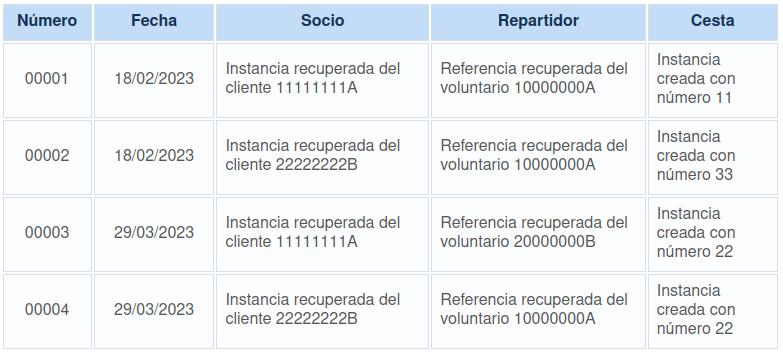 Número Fecha Socio Repartidor Cesta
00001 18/02/2023 Instancia recuperada del cliente 11111111A Referencia recuperada del voluntario 10000000A Instancia creada con número 11
00002 18/02/2023 Instancia recuperada del cliente 22222222B Referencia recuperada del voluntario 10000000A Instancia creada con número 33
00003 29/03/2023 Instancia recuperada del cliente 11111111A Referencia recuperada del voluntario 20000000B Instancia creada con número 22
00004 29/03/2023 Instancia recuperada del cliente 22222222B Referencia recuperada del voluntario 10000000A Instancia creada con número 22